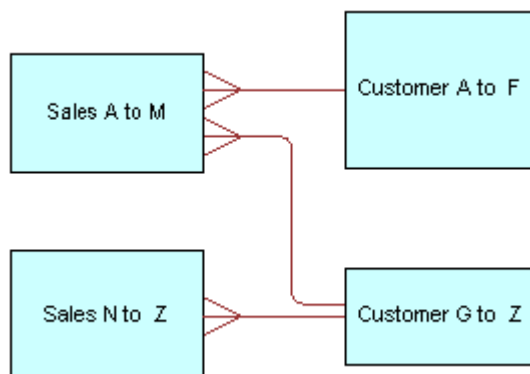 Sales A to M
Customer A to F
Sales N to Z
Customer G to Z